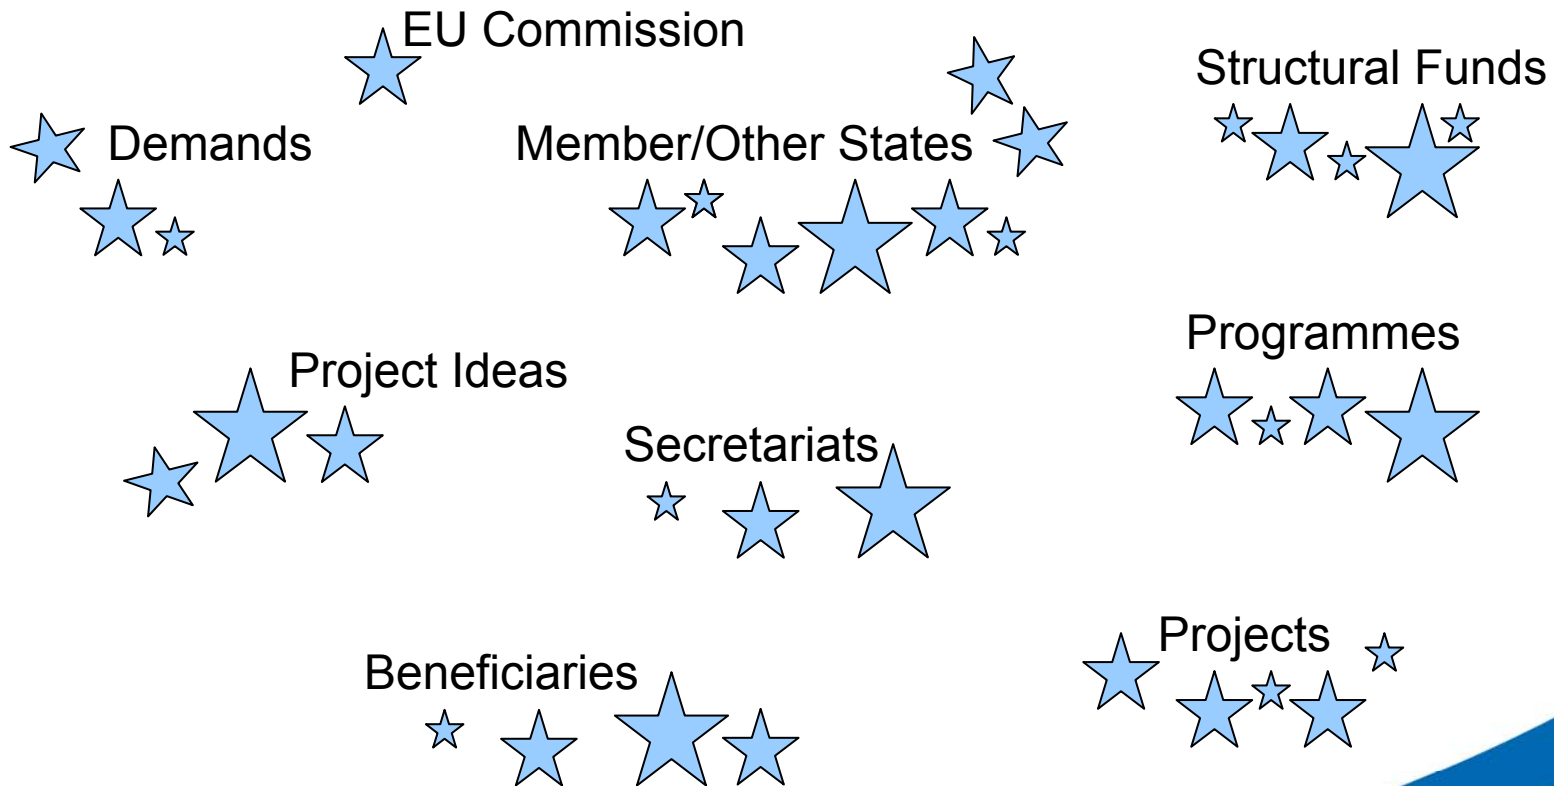 EU Commission
Structural Funds
Demands
Member/Other States
Programmes
Project Ideas
Secretariats
Projects
Beneficiaries